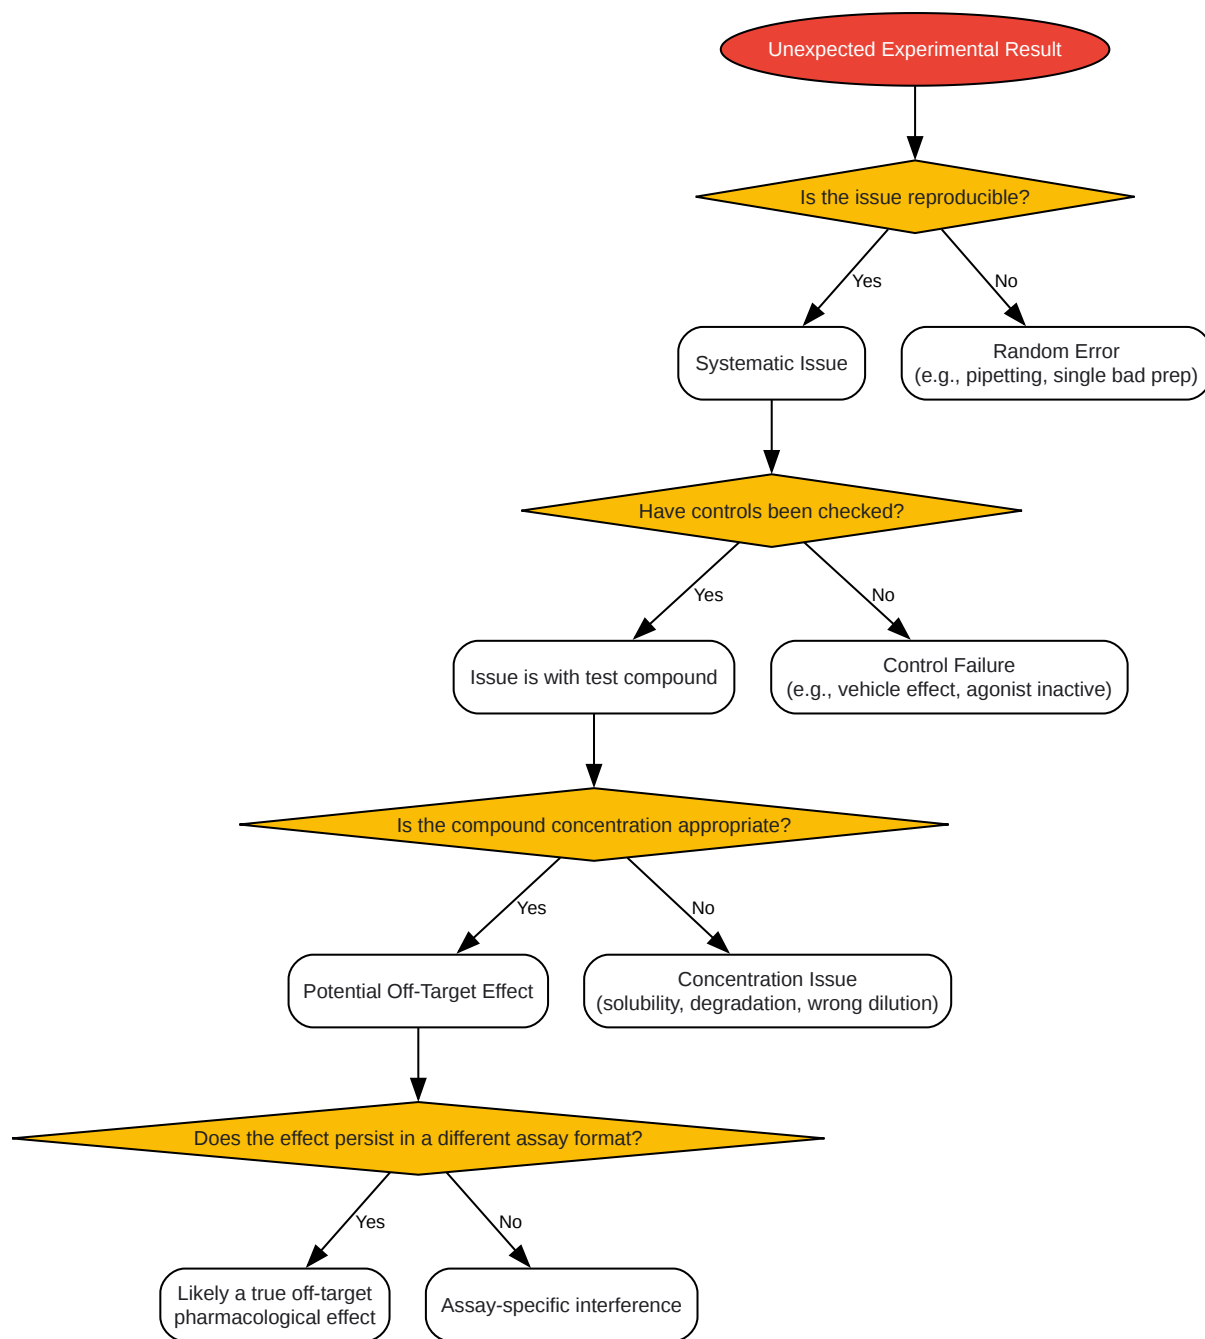 Unexpected Experimental Result
Is the issue reproducible?
Yes
No
Systematic Issue
Random Error
(e.g., pipetting, single bad prep)
Have controls been checked?
Yes
No
Issue is with test compound
Control Failure
(e.g., vehicle effect, agonist inactive)
Is the compound concentration appropriate?
Yes
No
Potential Off-Target Effect
Concentration Issue
(solubility, degradation, wrong dilution)
Does the effect persist in a different assay format?
Yes
No
Likely a true off-target
pharmacological effect
Assay-specific interference